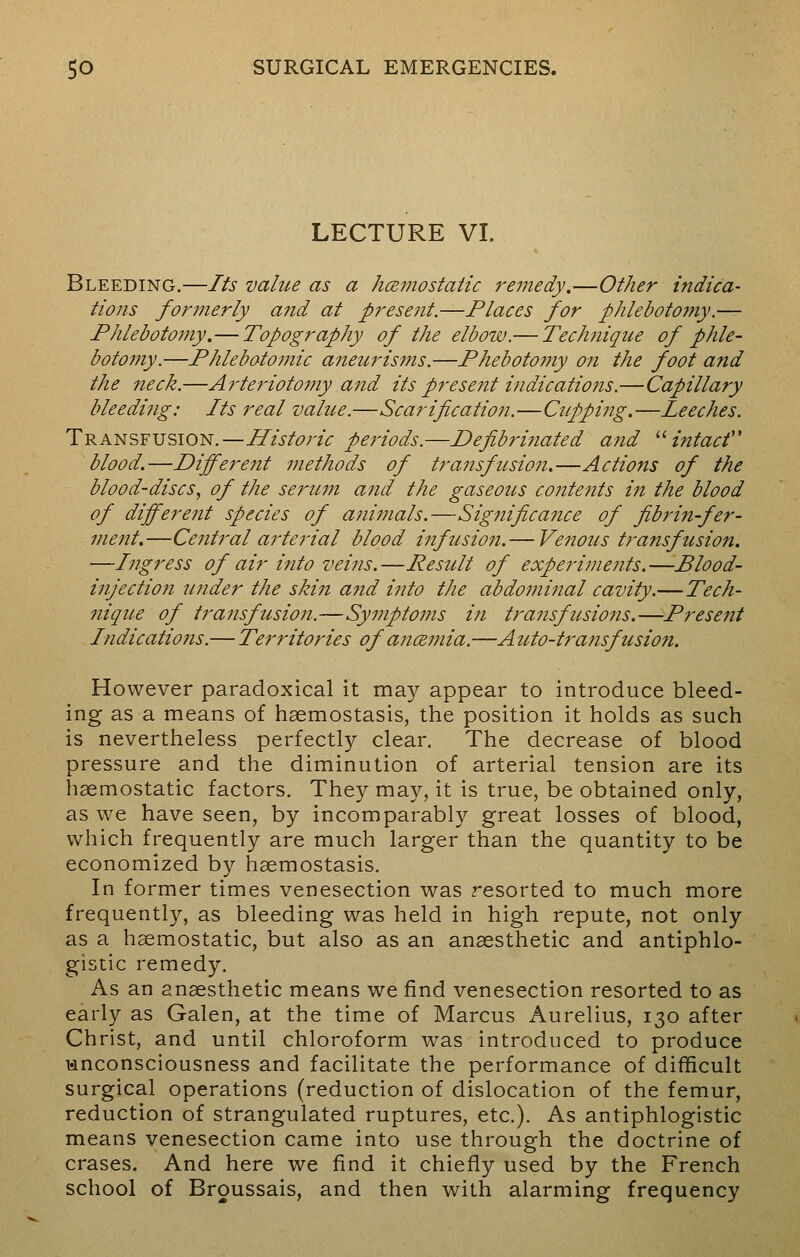 50 SURGICAL EMERGENCIES.
LECTURE VI.
BLEEDING.—Its value as a hæmostatic remedy.—Other indica-
tions formerly and at present.—Places for phlebotomy.—
Phlebotomy.—Topography of the elbow.—Technique of phle-
botomy.—Phlebotomic aneurisms.—Phebotomy on the foot and
the neck.—Arteriotomy and its present indications.—Capillary
bleeding: Its real value.—Scarification.—Cupping.—Leeches.
TRANSFUSION.—Historic periods.—Defibrinated and “intact”
blood.—Different methods of transfusion.—Actions of the
blood-discs, of the serum and the gaseous contents in the blood
of different species of animals.—Significance of fibrin-fer-
ment.—Central arterial blood infusion.—Venous transfusion.
—Ingress of air into veins.—Result of experiments.—Blood-
injection under the skin and into the abdominal cavity.—Tech-
nique of transfusion.—Symptoms in transfusions.—Present
Indications.—Territories of anæmia.—Auto-transfusion.
However paradoxical it may appear to introduce bleed-
ing as a means of hæmostasis, the position it holds as such
is nevertheless perfectly clear. The decrease of blood
pressure and the diminution of arterial tension are its
hæmostatic factors. They may, it is true, be obtained only,
as we have seen, by incomparably great losses of blood,
which frequently are much larger than the quantity to be
economized by hæmostasis.
In former times venesection was resorted to much more
frequently, as bleeding was held in high repute, not only
as a hæmostatic, but also as an anæsthetic and antiphlo-
gistic remedy.
As an anæsthetic means we find venesection resorted to as
early as Galen, at the time of Marcus Aurelius, 130 after
Christ, and until chloroform was introduced to produce
unconsciousness and facilitate the performance of difficult
surgical operations (reduction of dislocation of the femur,
reduction of strangulated ruptures, etc.). As antiphlogistic
means venesection came into use through the doctrine of
crases. And here we find it chiefly used by the French
school of Broussais, and then with alarming frequency